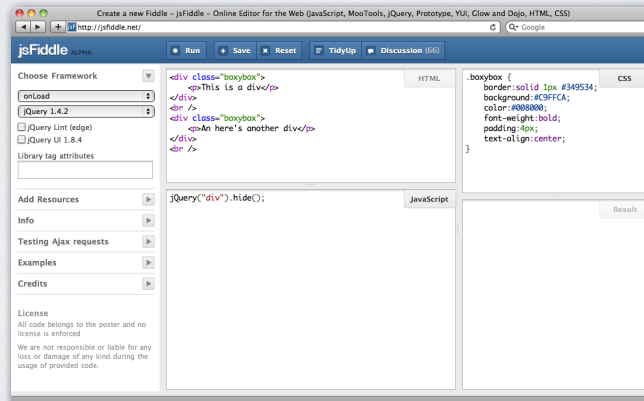 Create a new Fiddle – jsFiddle – Online Editor for the Web (JavaScript, MooTools, jQuery, Prototype, YUI, Glow and Dojo, HTML, CSS)
http://jsfiddle.net/
Google
jsFiddle ALPHA
Run
Save
Reset
TidyUp
Discussion (66)
Choose Framework
onLoad
jQuery 1.4.2
jQuery Lint (edge)
jQuery UI 1.8.4
Library tag attributes
Add Resources
Info
Testing Ajax requests
Examples
Credits
License
All code belongs to the poster and no
license is enforced
We are not responsible or liable for any
loss or damage of any kind during the
usage of provided code.
HTML
<div class="boxybox">
    <p>This is a div</p>
</div>
<br />
<div class="boxybox">
    <p>An here's another div</p>
</div>
<br />
CSS
.boxybox {
    border:solid 1px #349534;
    background:#C9FFCA;
    color:#008000;
    font-weight:bold;
    padding:4px;
    text-align:center;
}
JavaScript
jQuery("div").hide();
Result